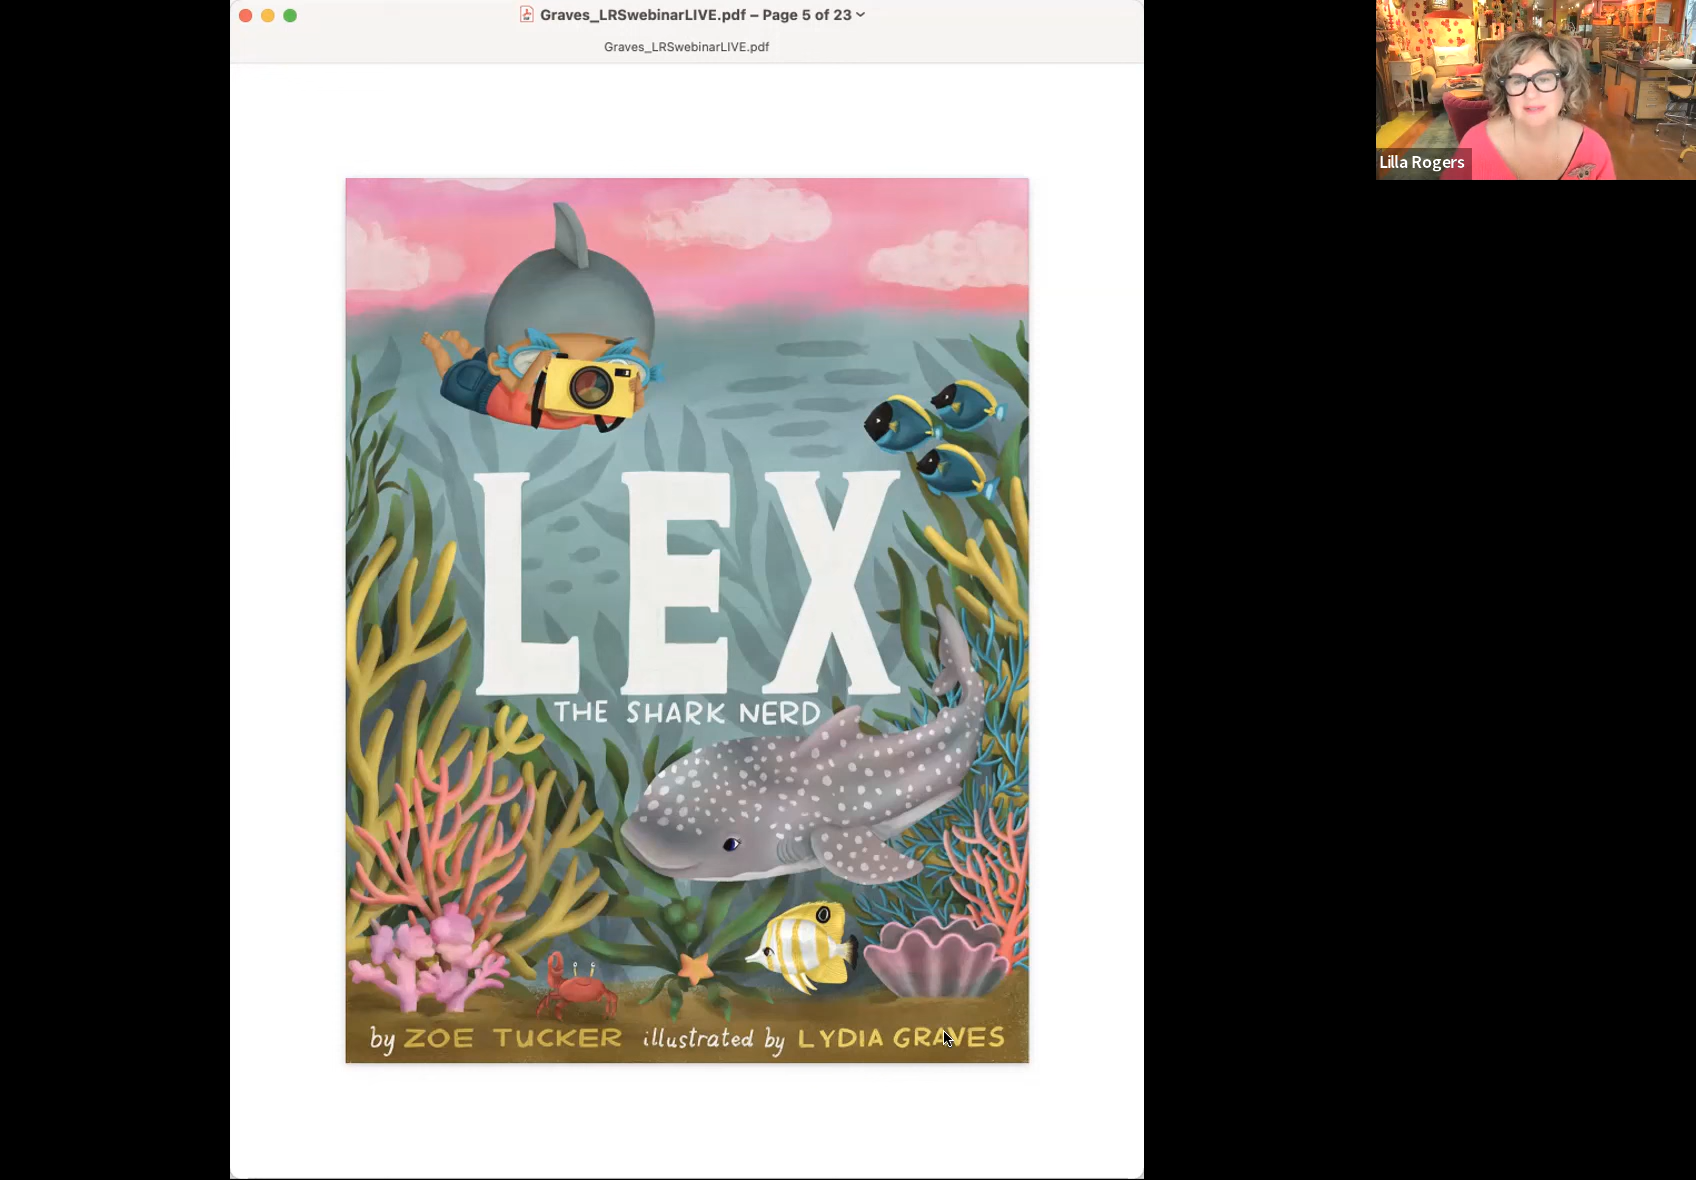 Graves_LRSwebinarLIVE.pdf – Page 5 of 23
Graves_LRSwebinarLIVE.pdf
Lilla Rogers
LEX
THE SHARK NERD
by ZOE TUCKER illustrated by LYDIA GRAVES